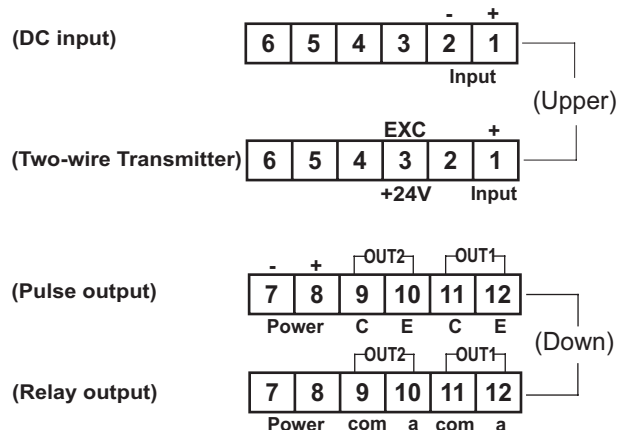 - +
(DC input) 6 5 4 3 2 1
Input
(Upper)
EXC +
(Two-wire Transmitter) 6 5 4 3 2 1
+24V Input
OUT2 OUT1
- +
(Pulse output) 7 8 9 10 11 12
Power C E C E
(Down)
OUT2 OUT1
(Relay output) 7 8 9 10 11 12
Power com a com a